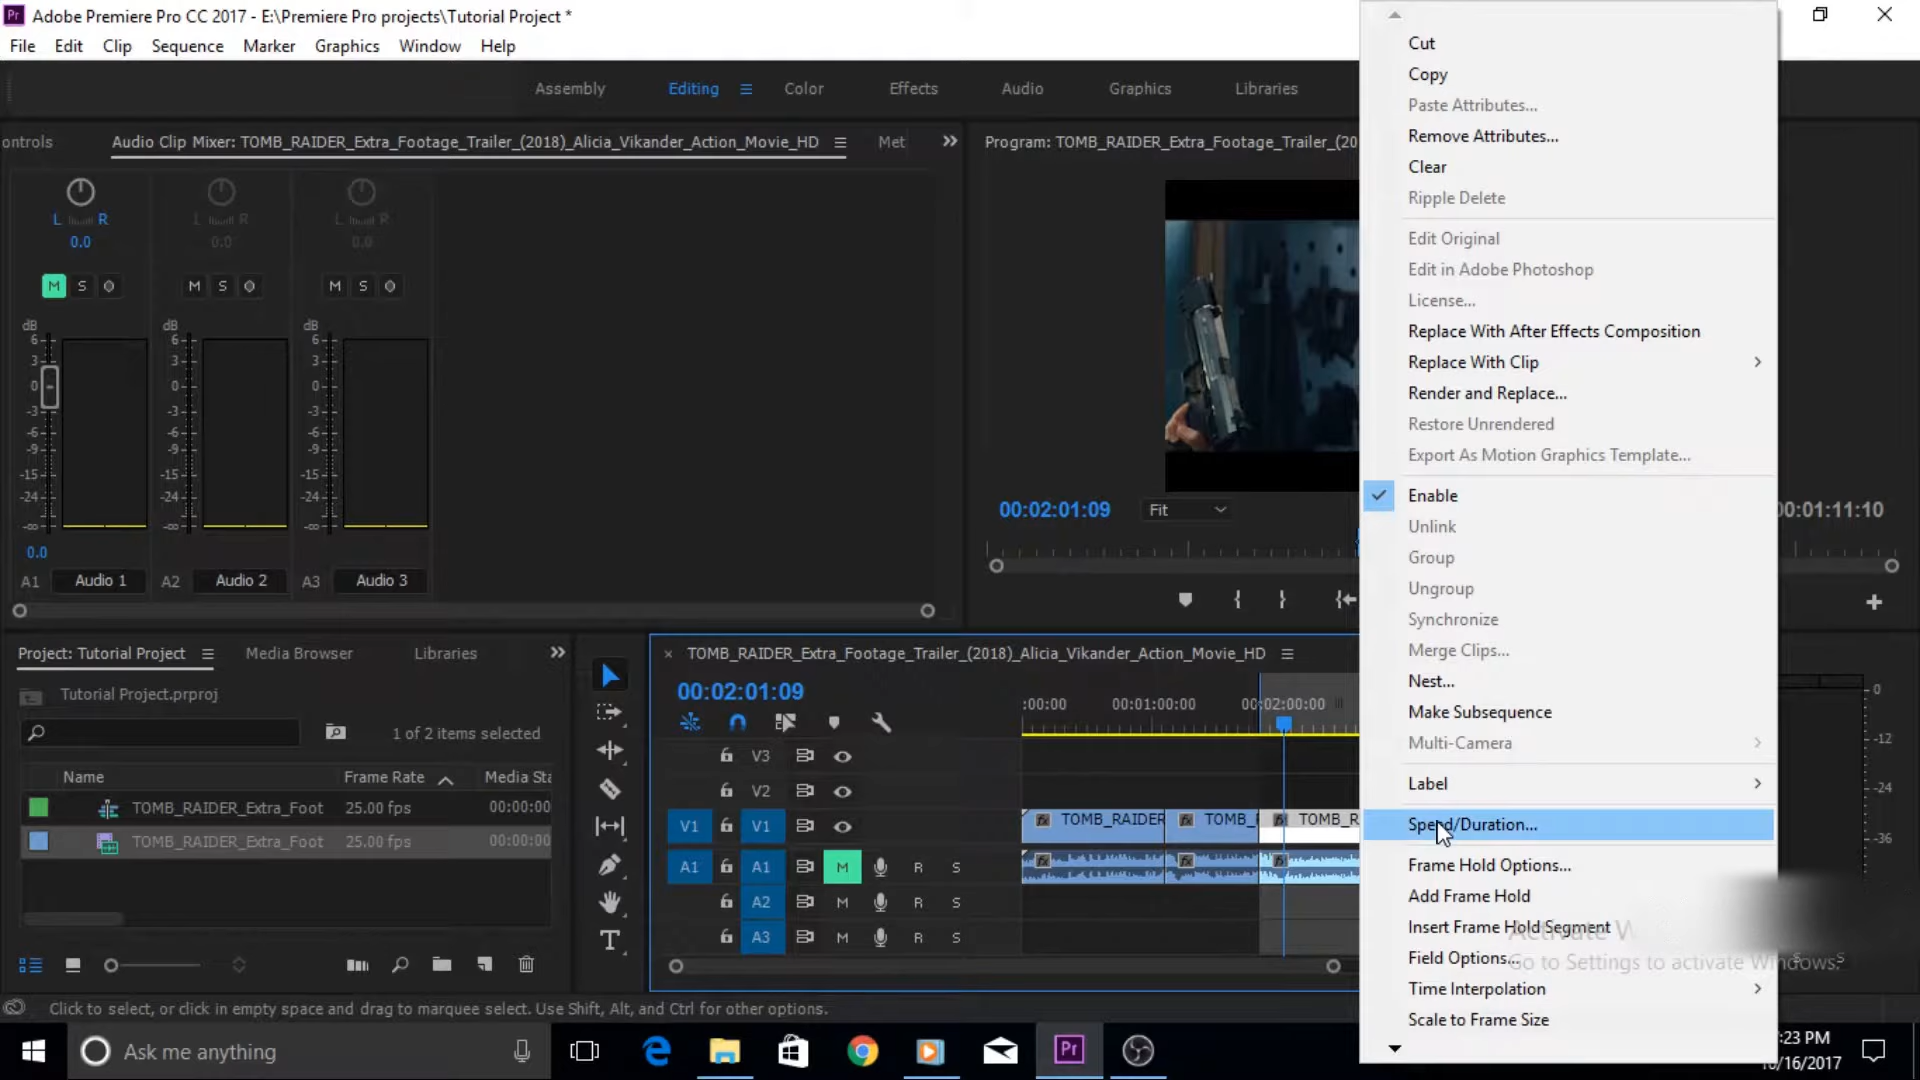 Adobe Premiere Pro CC 2017 - E:\Premiere Pro projects\Tutorial Project *
File Edit Clip Sequence Marker Graphics Window Help
Assembly Editing Color Effects Audio Graphics Libraries
ontrols Audio Clip Mixer: TOMB_RAIDER_Extra_Footage_Trailer_(2018)_Alicia_Vikander_Action_Movie_HD Met
Program: TOMB_RAIDER_Extra_Footage_Trailer_(20
L R L R L R
0.0 0.0 0.0
M S M S M S
dB dB dB
6 6 6
3 3 3
0 0 0
-3 -3 -3
-6 -6 -6
-9 -9 -9
-15 -15 -15
-24 -24 -24
-∞ -∞ -∞
0.0
A1 Audio 1 A2 Audio 2 A3 Audio 3
00:02:01:09 Fit 00:01:11:10
Project: Tutorial Project Media Browser Libraries
Tutorial Project.prproj
1 of 2 items selected
Name Frame Rate Media Sta
TOMB_RAIDER_Extra_Foot 25.00 fps 00:00:00
TOMB_RAIDER_Extra_Foot 25.00 fps 00:00:00
T
× TOMB_RAIDER_Extra_Footage_Trailer_(2018)_Alicia_Vikander_Action_Movie_HD
00:02:01:09
:00:00 00:01:00:00 00:02:00:00
V3
V2
V1 V1 fx TOMB_RAIDER fx TOMB_ fx TOMB_R
A1 A1 M R S fx fx fx
A2 M R S
A3 M R S
Cut
Copy
Paste Attributes...
Remove Attributes...
Clear
Ripple Delete
Edit Original
Edit in Adobe Photoshop
License...
Replace With After Effects Composition
Replace With Clip
Render and Replace...
Restore Unrendered
Export As Motion Graphics Template...
Enable
Unlink
Group
Ungroup
Synchronize
Merge Clips...
Nest...
Make Subsequence
Multi-Camera
Label
Speed/Duration...
Frame Hold Options...
Add Frame Hold
Insert Frame Hold Segment
Field Options...
Time Interpolation
Scale to Frame Size
0
-12
-24
-36
S S
Activate W
Go to Settings to activate Windows.
Click to select, or click in empty space and drag to marquee select. Use Shift, Alt, and Ctrl for other options.
Ask me anything
Pr
:23 PM
/16/2017